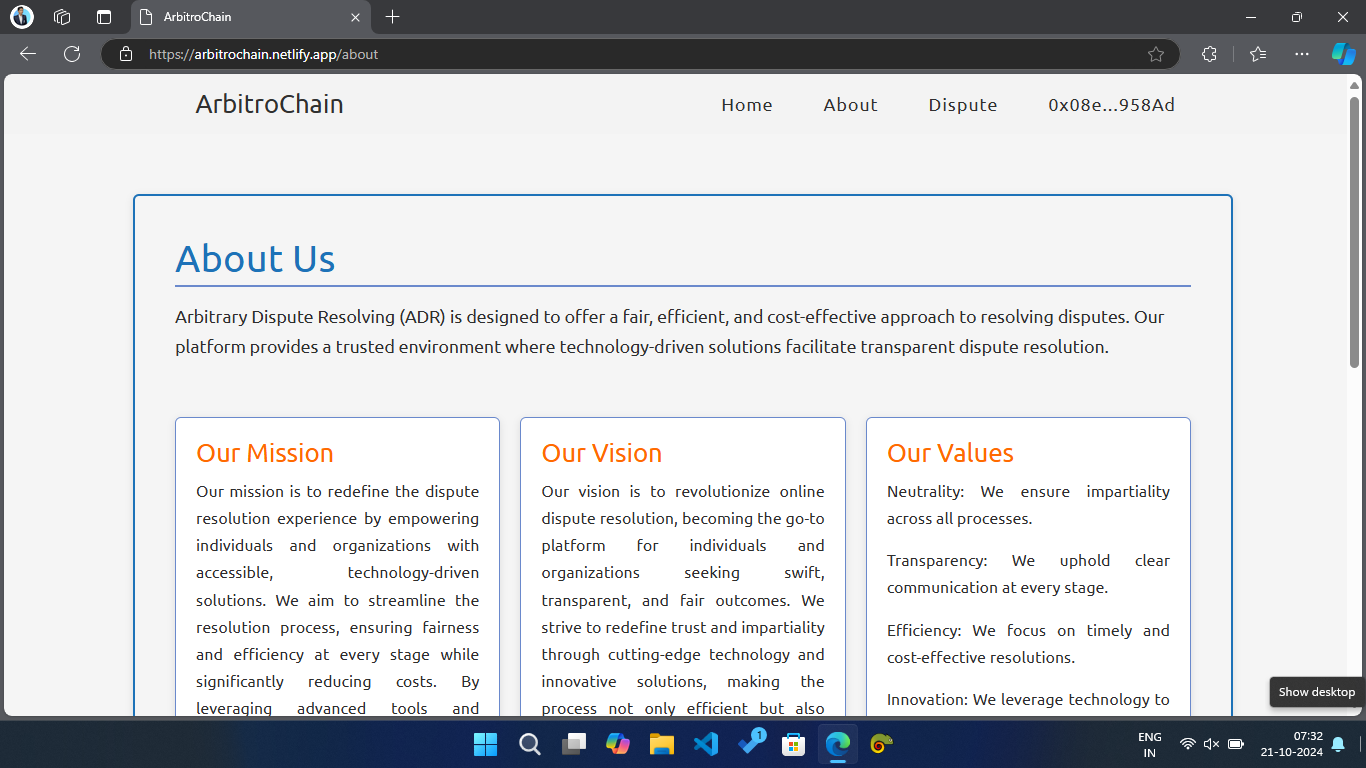 ArbitroChain
https://arbitrochain.netlify.app/about
ArbitroChain
Home
About
Dispute
0x08e...958Ad
About Us
Arbitrary Dispute Resolving (ADR) is designed to offer a fair, efficient, and cost-effective approach to resolving disputes. Our
platform provides a trusted environment where technology-driven solutions facilitate transparent dispute resolution.
Our Mission
Our mission is to redefine the dispute
resolution experience by empowering
individuals and organizations with
accessible, technology-driven
solutions. We aim to streamline the
resolution process, ensuring fairness
and efficiency at every stage while
significantly reducing costs. By
leveraging advanced tools and
Our Vision
Our vision is to revolutionize online
dispute resolution, becoming the go-to
platform for individuals and
organizations seeking swift,
transparent, and fair outcomes. We
strive to redefine trust and impartiality
through cutting-edge technology and
innovative solutions, making the
process not only efficient but also
Our Values
Neutrality: We ensure impartiality
across all processes.
Transparency: We uphold clear
communication at every stage.
Efficiency: We focus on timely and
cost-effective resolutions.
Innovation: We leverage technology to
Show desktop
1
ENG
IN
07:32
21-10-2024